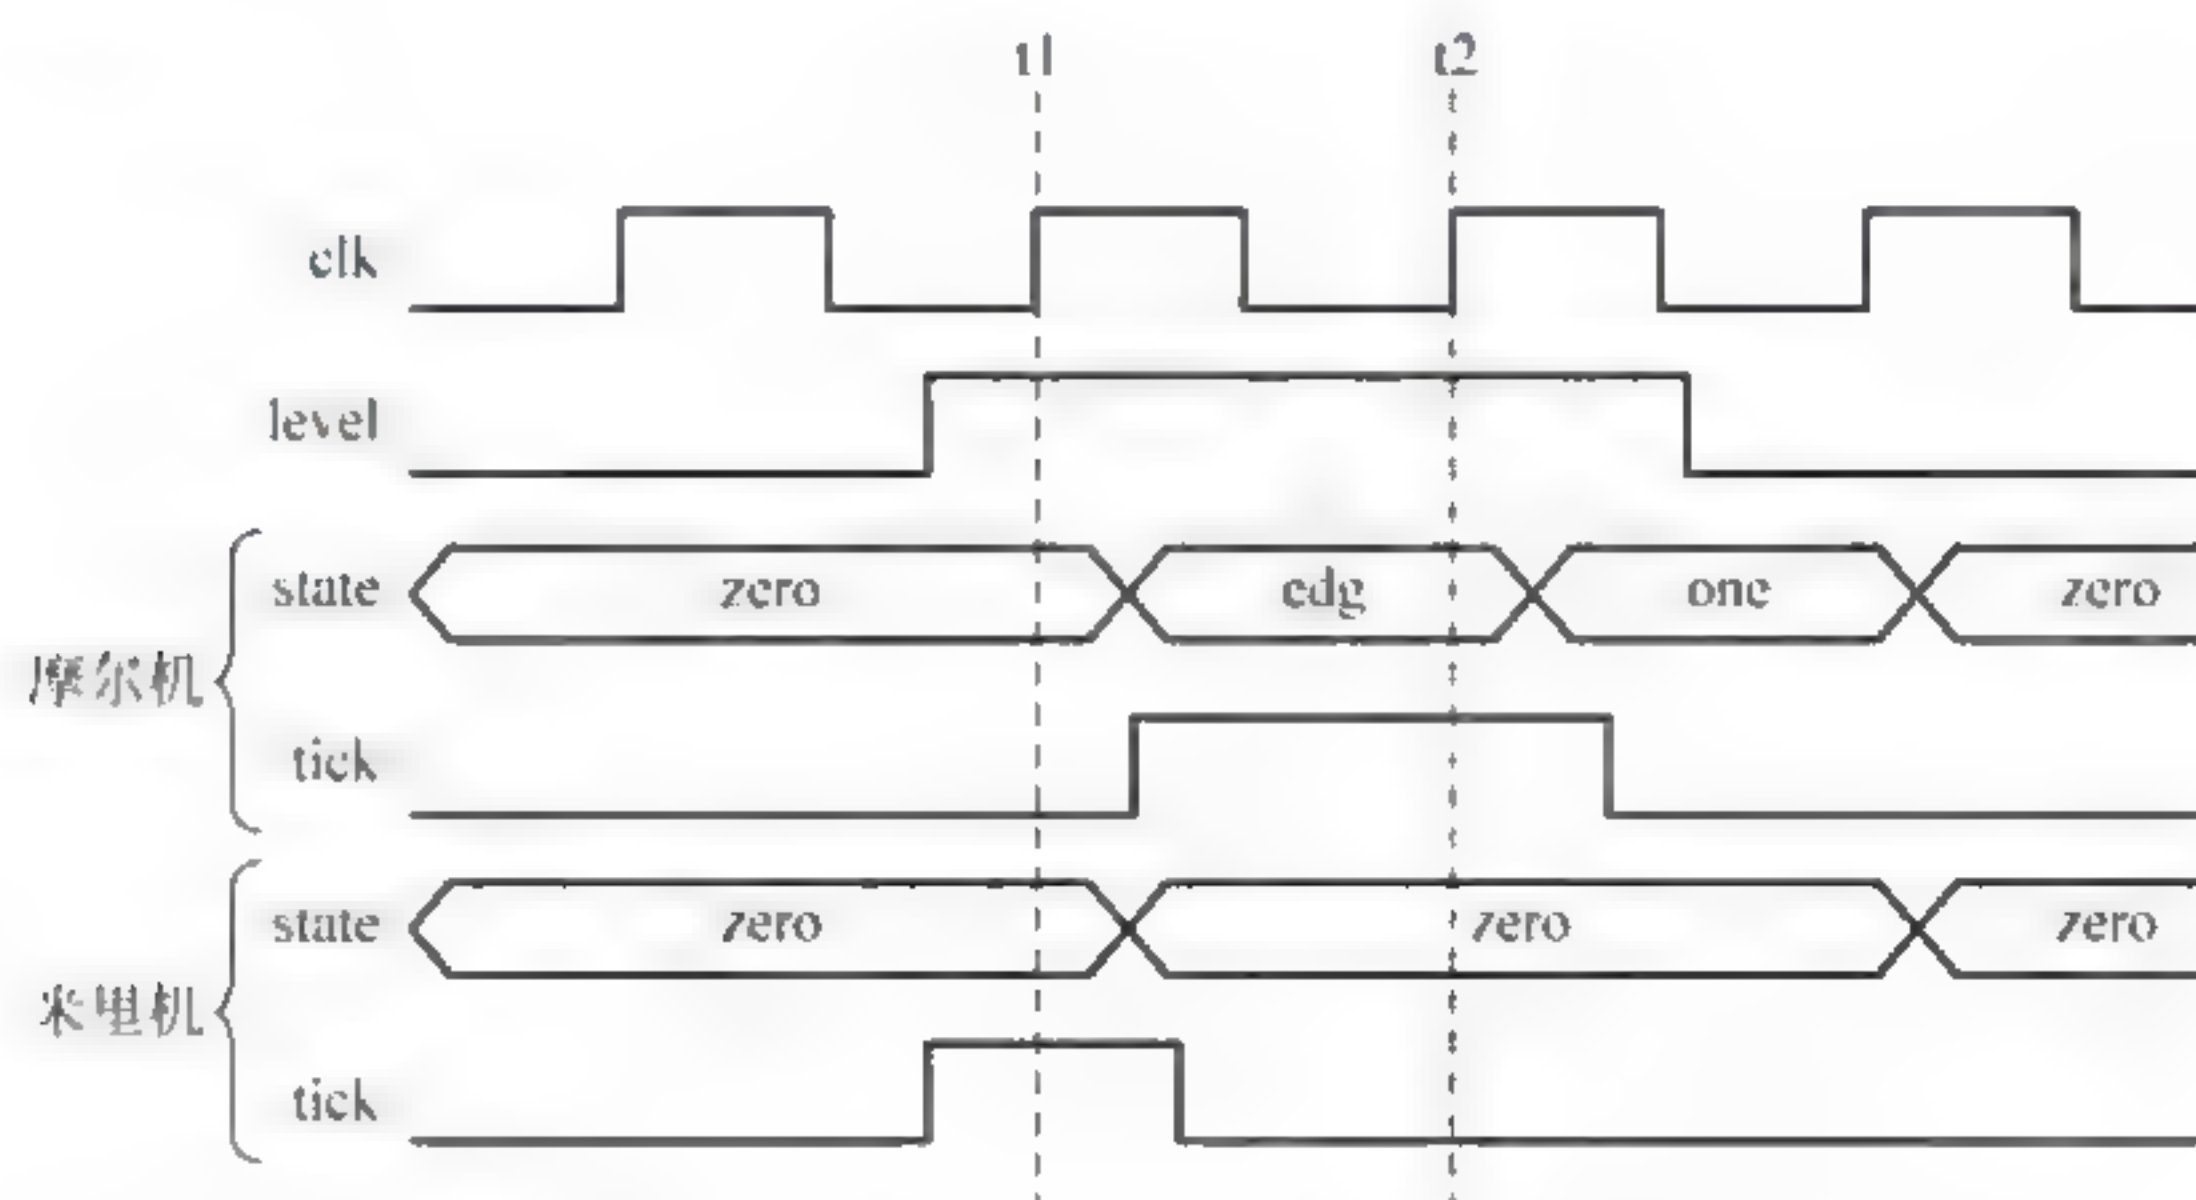 t1 t2
clk
level
state zero edg one zero
摩尔机
tick
state zero zero zero
米里机
tick